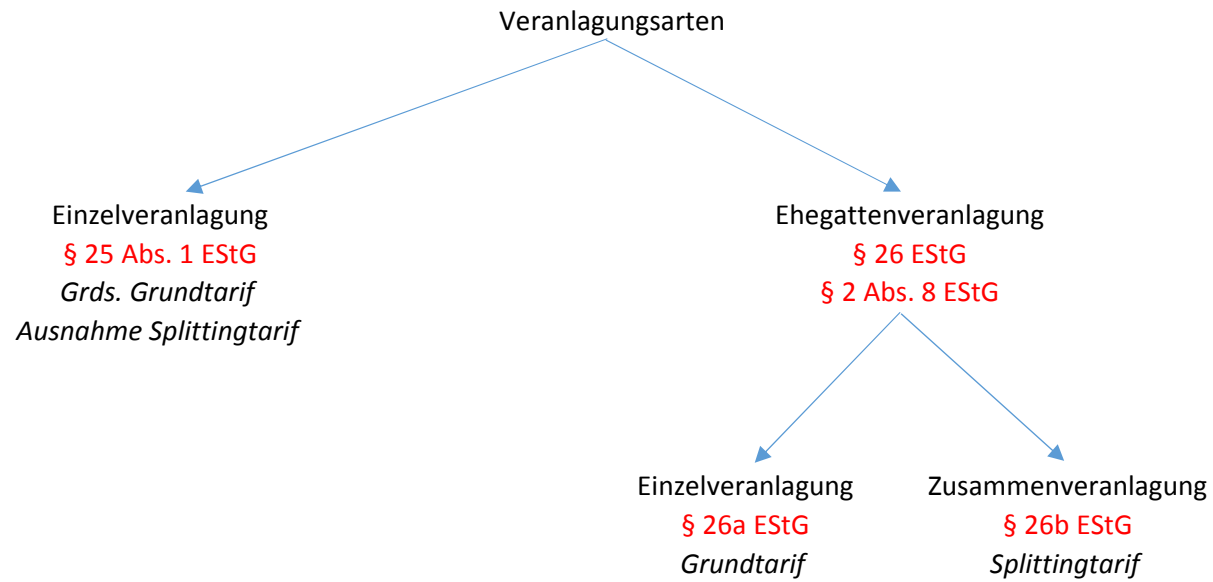 Veranlagungsarten
Einzelveranlagung
§ 25 Abs. 1 EStG
Grds. Grundtarif
Ausnahme Splittingtarif
Ehegattenveranlagung
§ 26 EStG
§ 2 Abs. 8 EStG
Einzelveranlagung
§ 26a EStG
Grundtarif
Zusammenveranlagung
§ 26b EStG
Splittingtarif